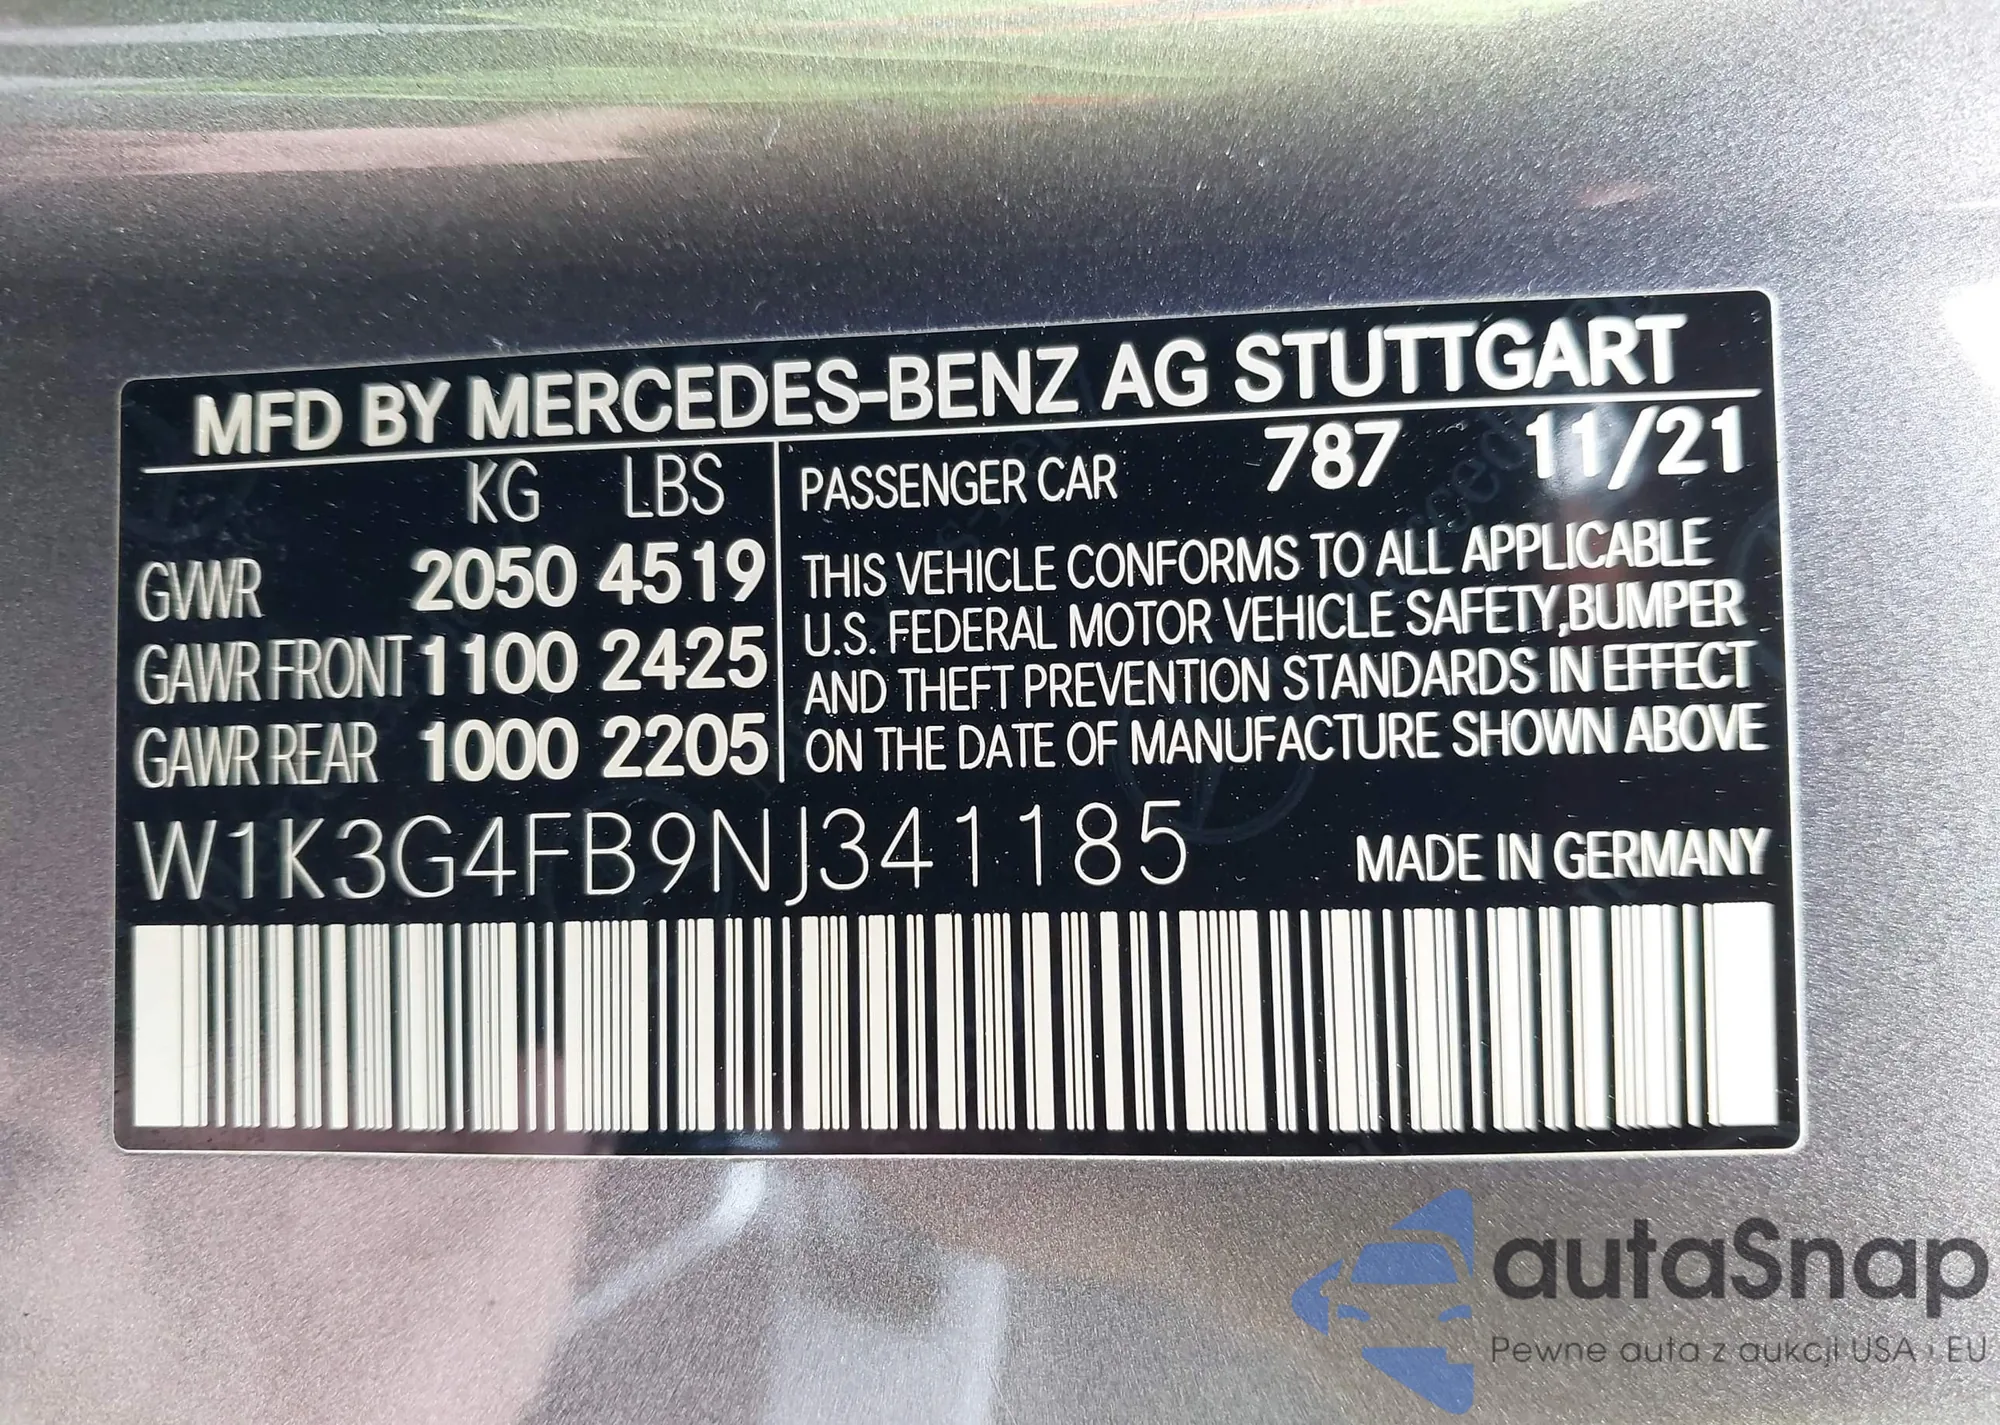 MFD BY MERCEDES-BENZ AG STUTTGART
KG LBS
GVWR 2050 4519
GAWR FRONT 1100 2425
GAWR REAR 1000 2205
PASSENGER CAR 787 11/21
THIS VEHICLE CONFORMS TO ALL APPLICABLE
U.S. FEDERAL MOTOR VEHICLE SAFETY,BUMPER
AND THEFT PREVENTION STANDARDS IN EFFECT
ON THE DATE OF MANUFACTURE SHOWN ABOVE
W1K3G4FB9NJ341185
MADE IN GERMANY
autaSnap
Pewne auta z aukcji USA i EU